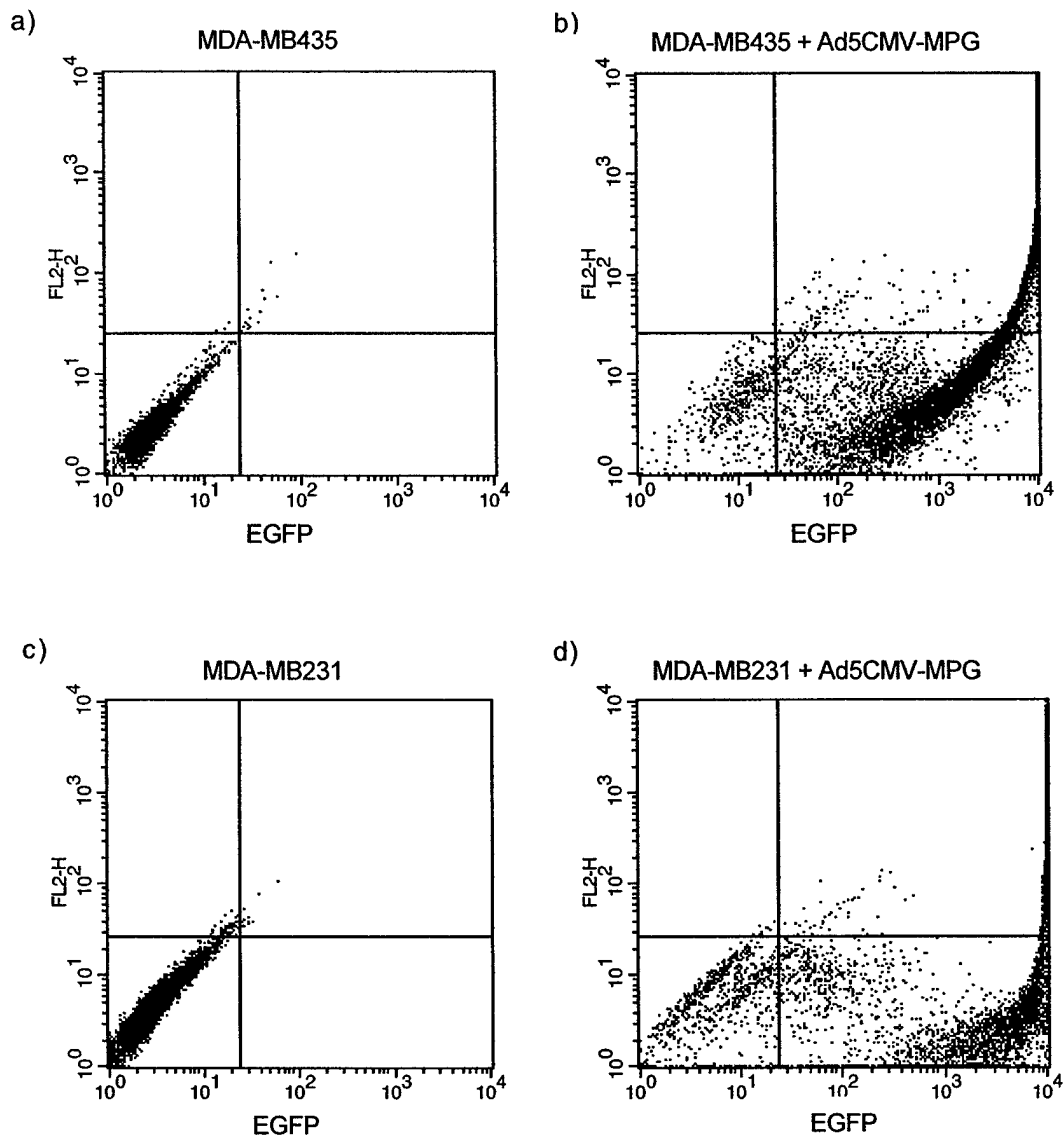 a)
MDA-MB435
10^4
10^3
10^2
10^1
10^0
FL2-H
10^0 10^1 10^2 10^3 10^4
EGFP
b)
MDA-MB435 + Ad5CMV-MPG
10^4
10^3
10^2
10^1
10^0
FL2-H
10^0 10^1 10^2 10^3 10^4
EGFP
c)
MDA-MB231
10^4
10^3
10^2
10^1
10^0
FL2-H
10^0 10^1 10^2 10^3 10^4
EGFP
d)
MDA-MB231 + Ad5CMV-MPG
10^4
10^3
10^2
10^1
10^0
FL2-H
10^0 10^1 10^2 10^3 10^4
EGFP